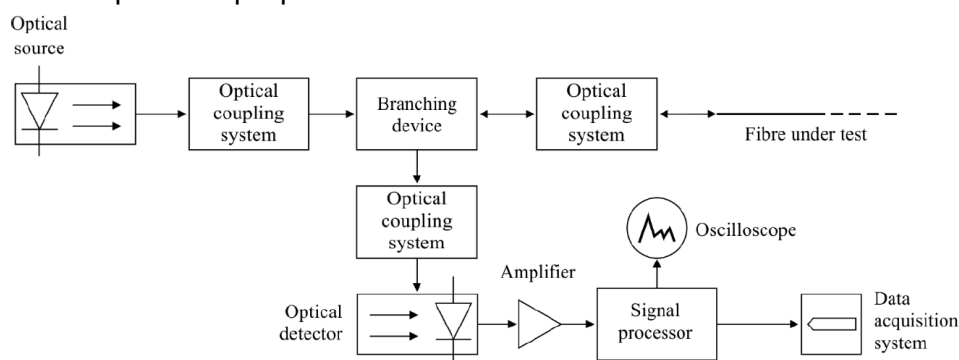 Optical
source
Optical
coupling
system
Branching
device
Optical
coupling
system
Fibre under test
Optical
coupling
system
Oscilloscope
Amplifier
Optical
detector
Signal
processor
Data
acquisition
system